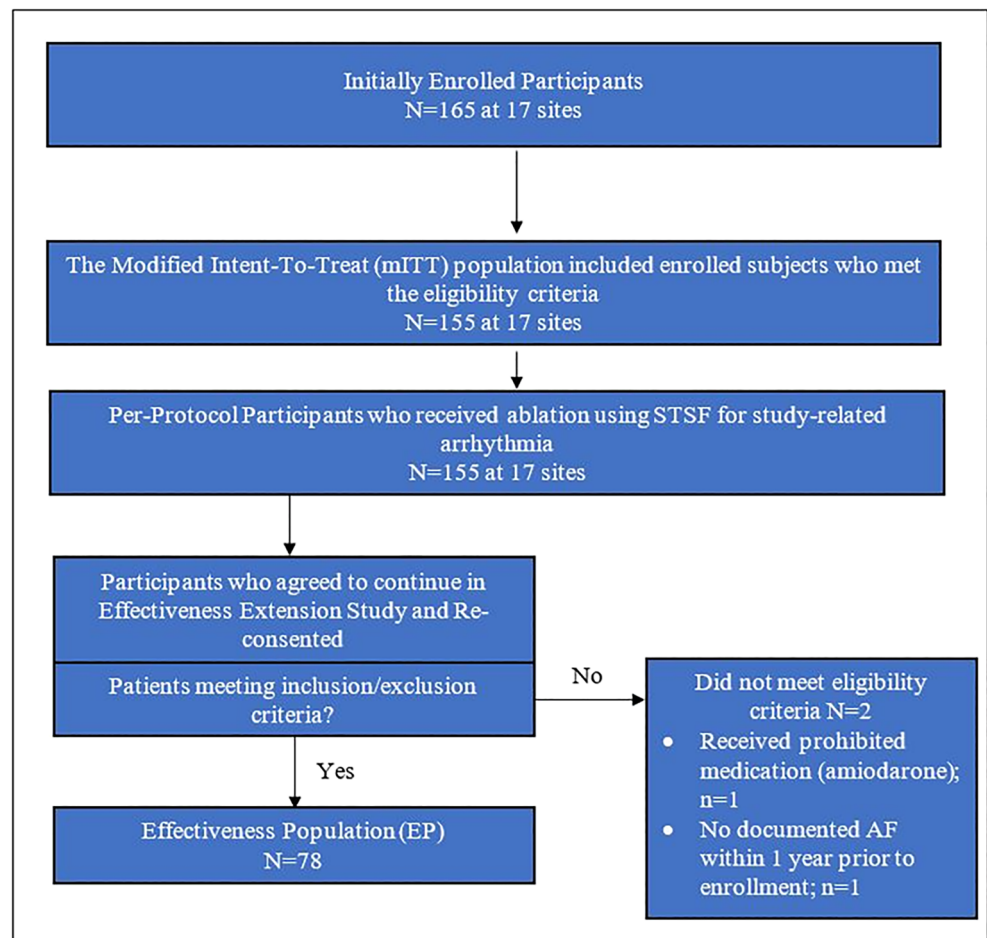 Initially Enrolled Participants
N=165 at 17 sites
The Modified Intent-To-Treat (mITT) population included enrolled subjects who met
the eligibility criteria
N=155 at 17 sites
Per-Protocol Participants who received ablation using STSF for study-related
arrhythmia
N=155 at 17 sites
Participants who agreed to continue in
Effectiveness Extension Study and Re-
consented
Patients meeting inclusion/exclusion
criteria?
No
Did not meet eligibility
criteria N=2
• Received prohibited
medication (amiodarone);
n=1
• No documented AF
within 1 year prior to
enrollment; n=1
Yes
Effectiveness Population (EP)
N=78